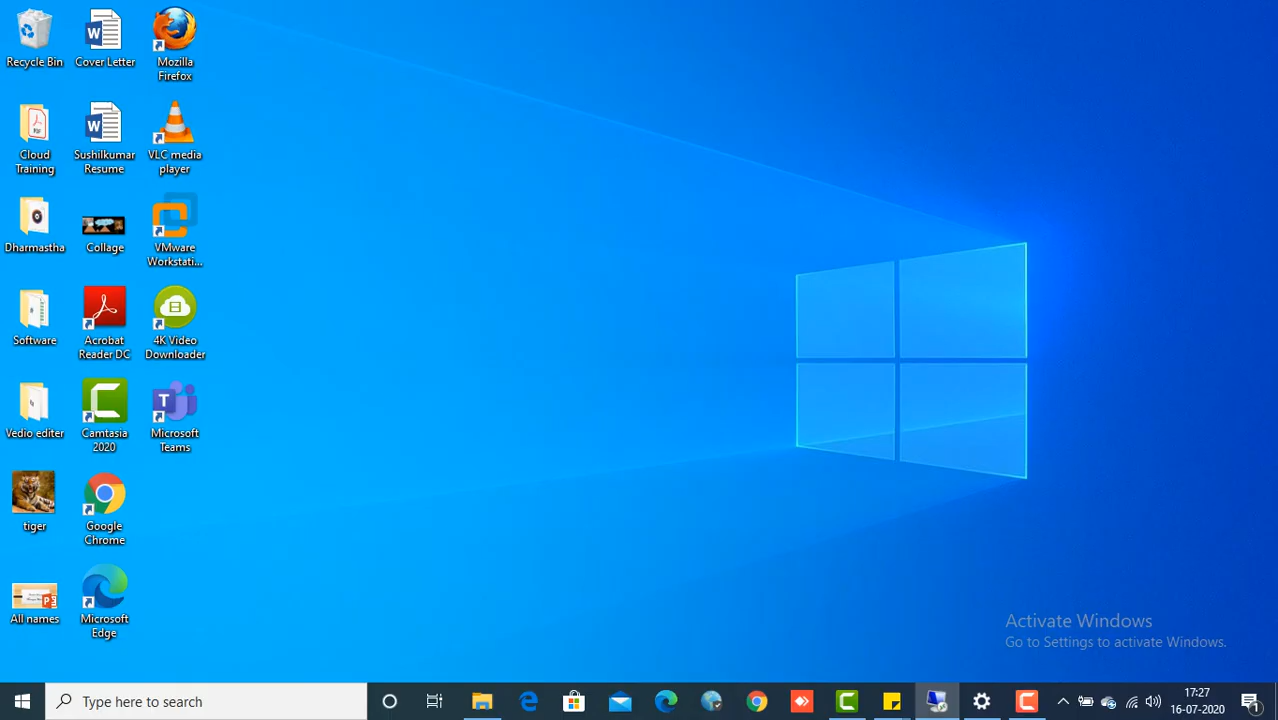 Recycle Bin
Cover Letter
Mozilla
Firefox
Cloud
Training
Sushilkumar
Resume
VLC media
player
Dharmastha
Collage
VMware
Workstati...
Software
Acrobat
Reader DC
4K Video
Downloader
Vedio editer
Camtasia
2020
Microsoft
Teams
tiger
Google
Chrome
All names
Microsoft
Edge
Activate Windows
Go to Settings to activate Windows.
Type here to search
17:27
16-07-2020
1